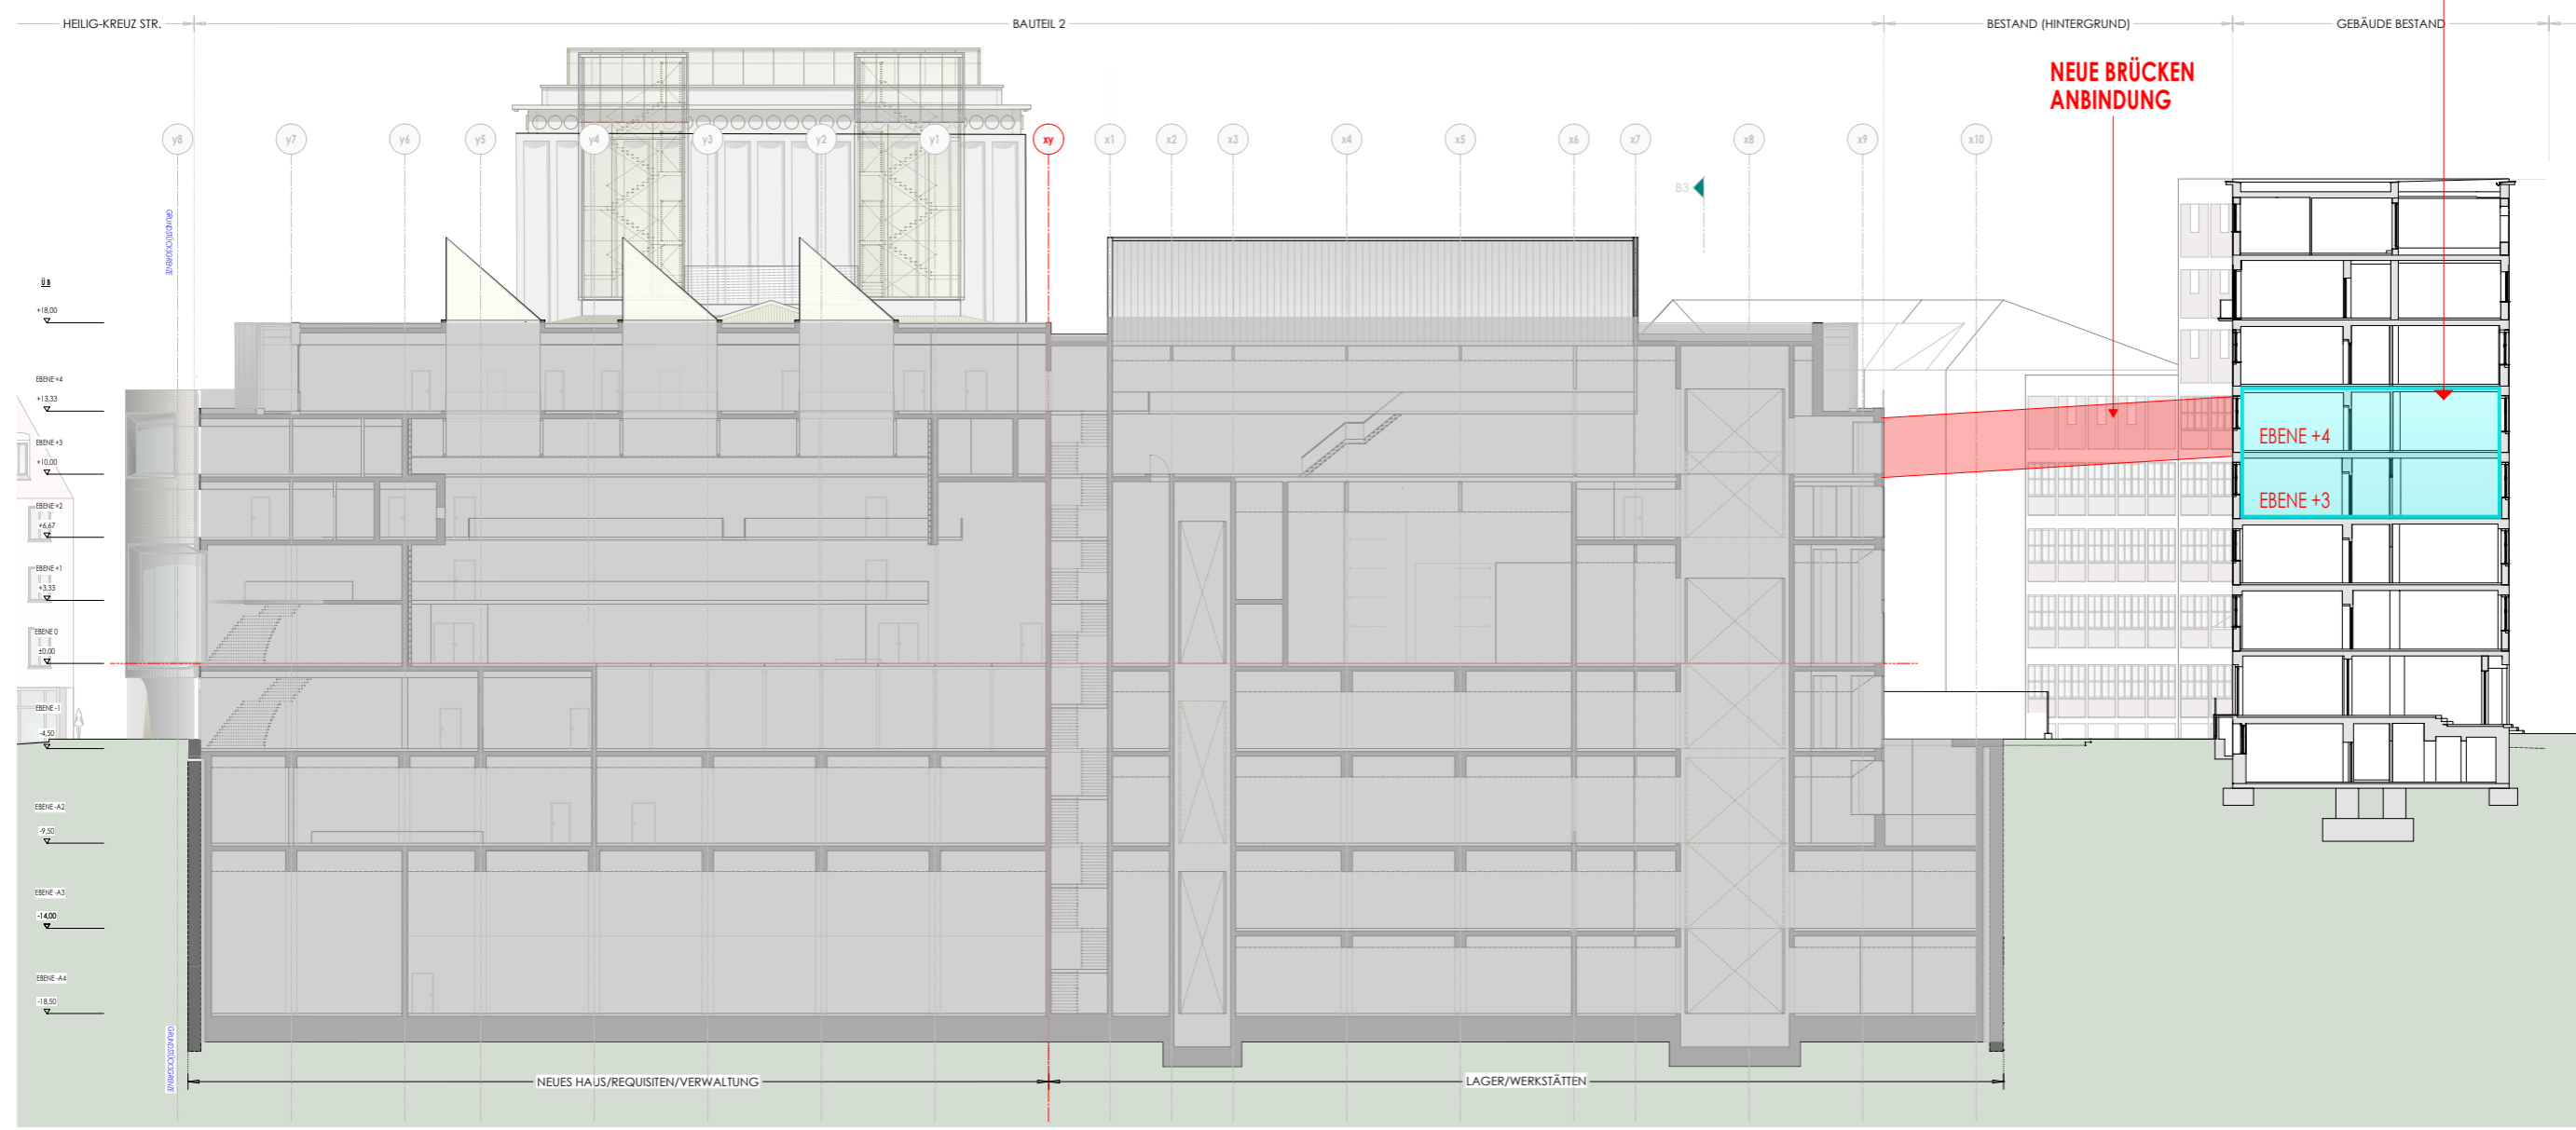 HEILIG-KREUZ STR.
BAUTEIL 2
BESTAND (HINTERGRUND)
GEBÄUDE BESTAND
NEUE BRÜCKEN
ANBINDUNG
y8
y7
y6
y5
y4
y3
y2
y1
xy
x1
x2
x3
x4
x5
x6
x7
x8
x9
x10
B3
GRUNDSTÜCKSGRENZE
+18,00
EBENE +4
+13,33
EBENE +3
+10,00
EBENE +2
+6,67
EBENE +1
+3,33
EBENE 0
±0,00
EBENE -1
-4,50
EBENE -A2
-9,50
EBENE -A3
-14,00
EBENE -A4
-18,50
EBENE +4
EBENE +3
GRUNDSTÜCKSGRENZE
NEUES HAUS/REQUISITEN/VERWALTUNG
LAGER/WERKSTÄTTEN